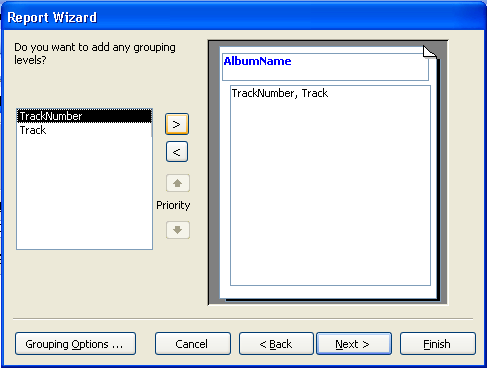 Report Wizard
Do you want to add any grouping
levels?
TrackNumber
Track
>
<
Priority
AlbumName
TrackNumber, Track
Grouping Options ...
Cancel
< Back
Next >
Finish